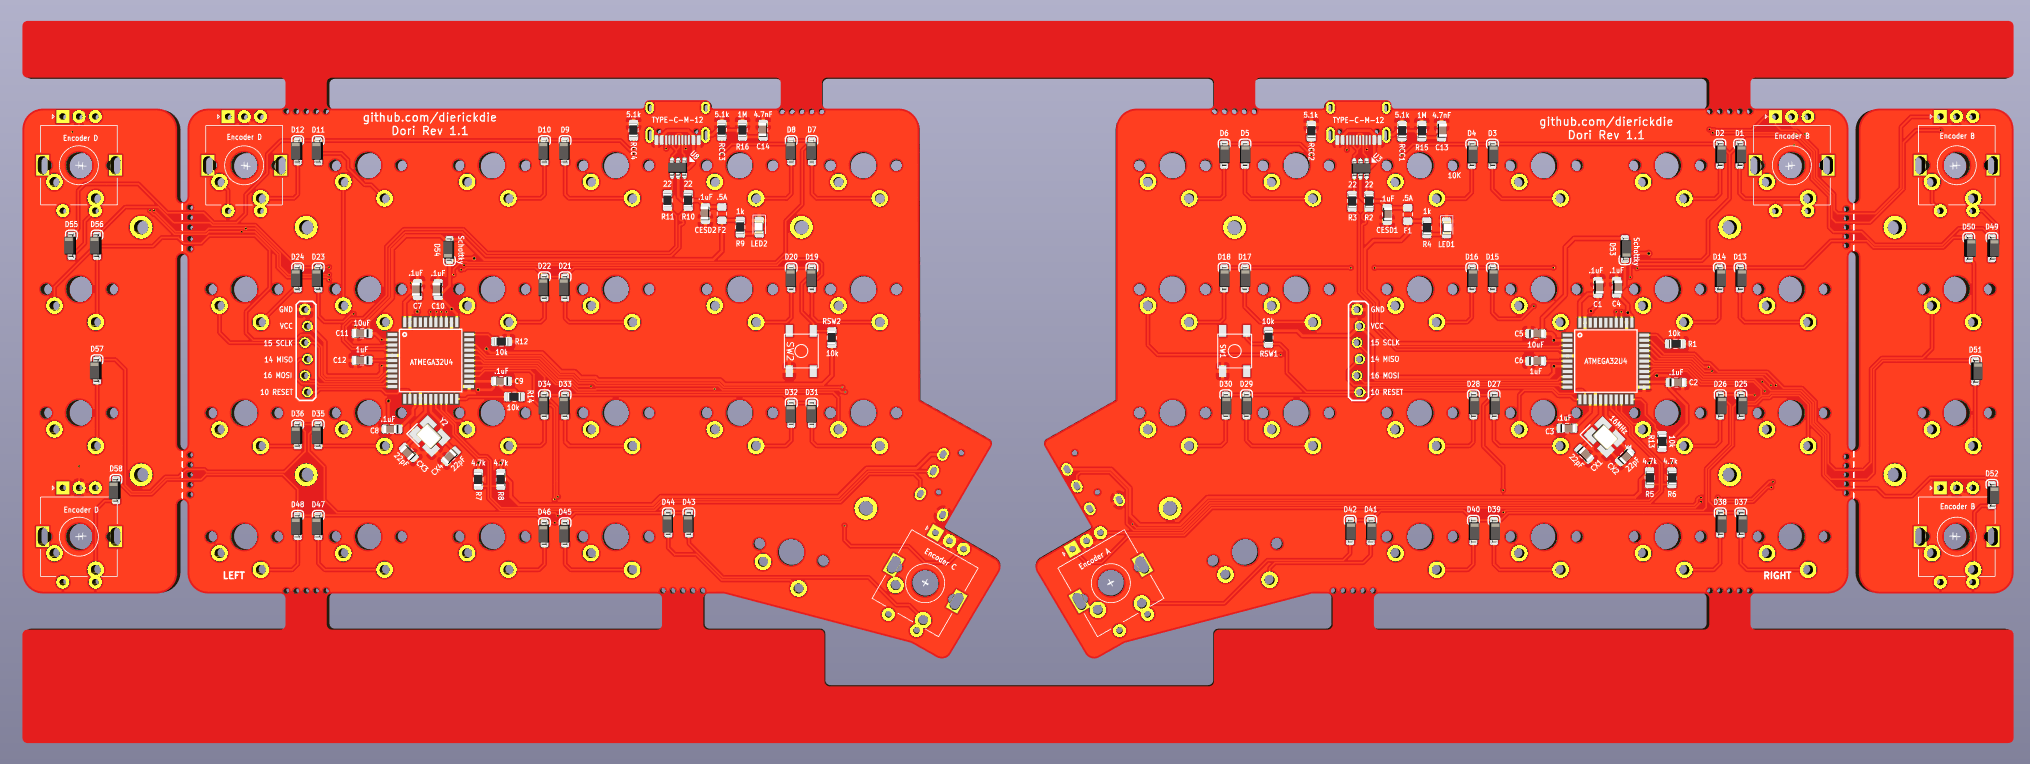 github.com/dierickdie
Dori Rev 1.1
Encoder D
Encoder D
D12
D11
D10
D9
5.1k
RCC4
TYPE-C-M-12
5.1k
RCC3
1M
R16
4.7nF
C14
D8
D7
U8
22
R11
22
R10
.1uF
CESD2
.5A
F2
1k
R9
LED2
D55
D56
D54
Schottky
D24
D23
.1uF
C7
.1uF
C10
D22
D21
D20
D19
GND
VCC
15 SCLK
14 MISO
16 MOSI
10 RESET
10uF
C11
C12
1uF
ATMEGA32U4
R12
10k
.1uF
C9
10k
R14
SW2
RSW2
10k
D57
D36
D35
D34
D33
D32
D31
.1uF
C8
Y2
22pF
CX3
CX4
22pF
4.7k
R7
4.7k
R8
D58
Encoder D
D48
D47
D46
D45
D44
D43
Encoder C
LEFT
github.com/dierickdie
Dori Rev 1.1
D6
D5
5.1k
RCC2
TYPE-C-M-12
5.1k
RCC1
1M
R15
4.7nF
C13
D4
D3
10K
D2
D1
Encoder B
Encoder B
U3
22
R3
22
R2
.1uF
CESD1
.5A
F1
1k
R4
LED1
D53
Schottky
D50
D49
D18
D17
D16
D15
.1uF
C1
.1uF
C4
D14
D13
SW1
10k
RSW1
GND
VCC
15 SCLK
14 MISO
16 MOSI
10 RESET
C5
10uF
C6
1uF
ATMEGA32U4
R1
10k
.1uF
C2
D51
D30
D29
D28
D27
D26
D25
.1uF
C3
16MHz
22pF
CX1
CX2
22pF
R13
10k
4.7k
R5
4.7k
R6
D52
Encoder B
D42
D41
D40
D39
D38
D37
Encoder A
RIGHT